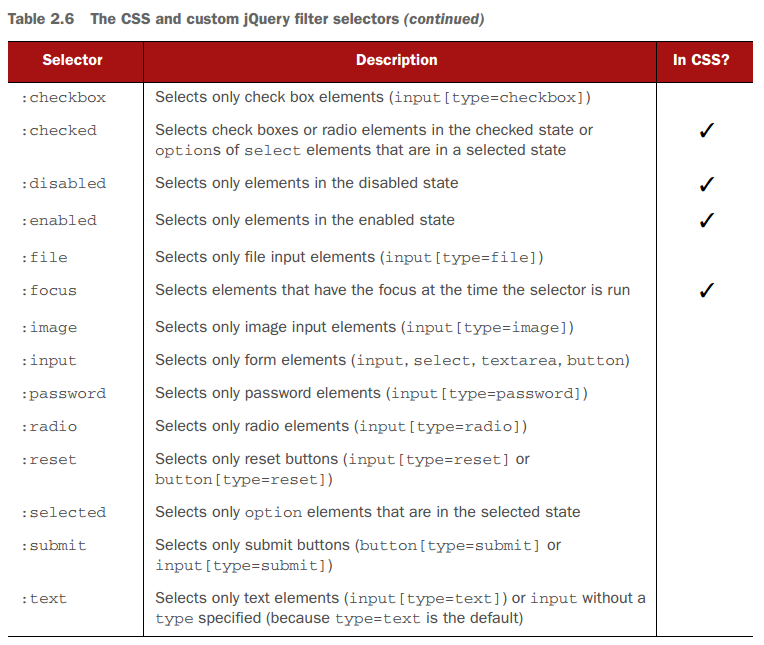 Table 2.6 The CSS and custom jQuery filter selectors (continued)
Selector Description In CSS?
:checkbox Selects only check box elements (input[type=checkbox])
:checked Selects check boxes or radio elements in the checked state or
options of select elements that are in a selected state ✓
:disabled Selects only elements in the disabled state ✓
:enabled Selects only elements in the enabled state ✓
:file Selects only file input elements (input[type=file])
:focus Selects elements that have the focus at the time the selector is run ✓
:image Selects only image input elements (input[type=image])
:input Selects only form elements (input, select, textarea, button)
:password Selects only password elements (input[type=password])
:radio Selects only radio elements (input[type=radio])
:reset Selects only reset buttons (input[type=reset] or
button[type=reset])
:selected Selects only option elements that are in the selected state
:submit Selects only submit buttons (button[type=submit] or
input[type=submit])
:text Selects only text elements (input[type=text]) or input without a
type specified (because type=text is the default)